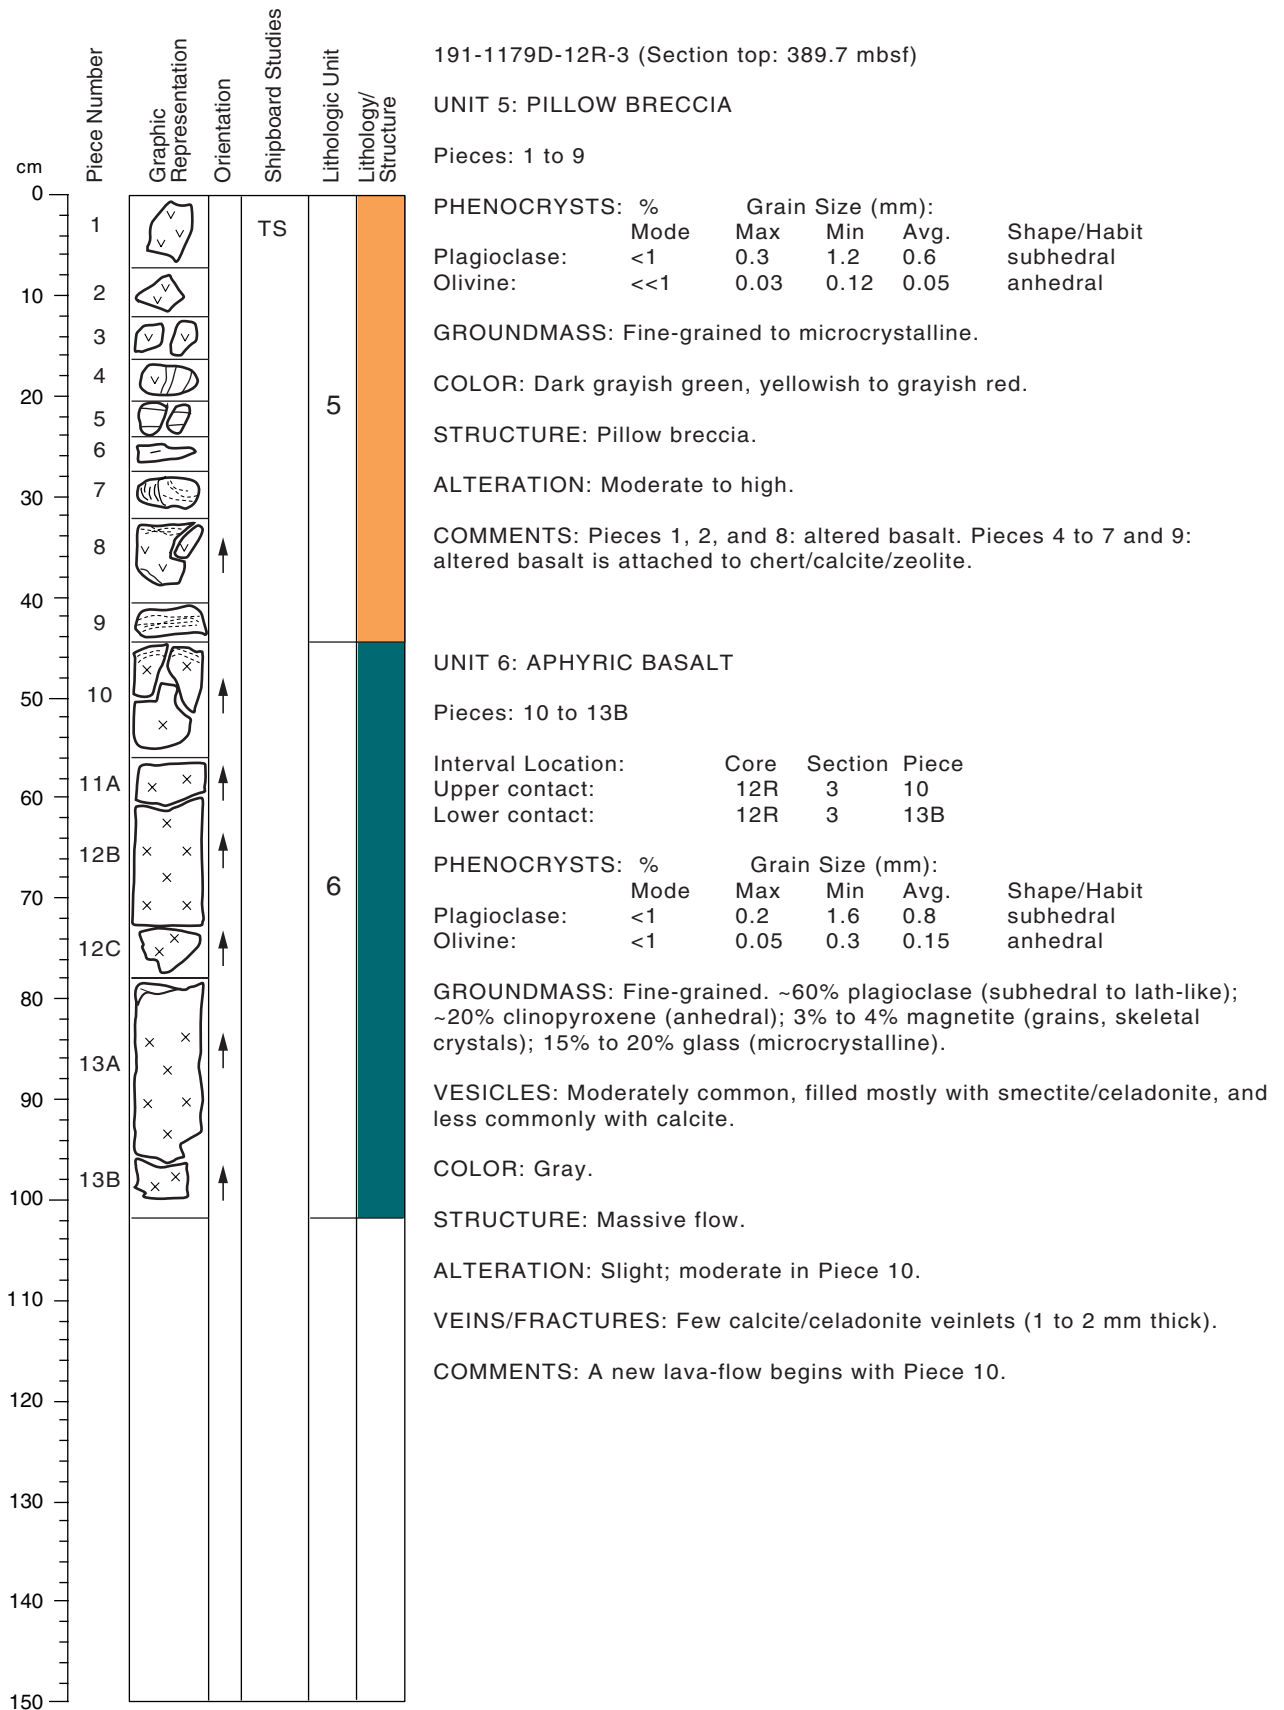 Piece Number
Graphic
Representation
Orientation
Shipboard Studies
Lithologic Unit
Lithology/
Structure
cm
0
10
20
30
40
50
60
70
80
90
100
110
120
130
140
150
1
2
3
4
5
6
7
8
9
10
11A
12B
12C
13A
13B
TS
5
6
191-1179D-12R-3 (Section top: 389.7 mbsf)
UNIT 5: PILLOW BRECCIA
Pieces: 1 to 9
PHENOCRYSTS: % Grain Size (mm):
Mode Max Min Avg. Shape/Habit
Plagioclase: <1 0.3 1.2 0.6 subhedral
Olivine: <<1 0.03 0.12 0.05 anhedral
GROUNDMASS: Fine-grained to microcrystalline.
COLOR: Dark grayish green, yellowish to grayish red.
STRUCTURE: Pillow breccia.
ALTERATION: Moderate to high.
COMMENTS: Pieces 1, 2, and 8: altered basalt. Pieces 4 to 7 and 9:
altered basalt is attached to chert/calcite/zeolite.
UNIT 6: APHYRIC BASALT
Pieces: 10 to 13B
Interval Location: Core Section Piece
Upper contact: 12R 3 10
Lower contact: 12R 3 13B
PHENOCRYSTS: % Grain Size (mm):
Mode Max Min Avg. Shape/Habit
Plagioclase: <1 0.2 1.6 0.8 subhedral
Olivine: <1 0.05 0.3 0.15 anhedral
GROUNDMASS: Fine-grained. ~60% plagioclase (subhedral to lath-like);
~20% clinopyroxene (anhedral); 3% to 4% magnetite (grains, skeletal
crystals); 15% to 20% glass (microcrystalline).
VESICLES: Moderately common, filled mostly with smectite/celadonite, and
less commonly with calcite.
COLOR: Gray.
STRUCTURE: Massive flow.
ALTERATION: Slight; moderate in Piece 10.
VEINS/FRACTURES: Few calcite/celadonite veinlets (1 to 2 mm thick).
COMMENTS: A new lava-flow begins with Piece 10.